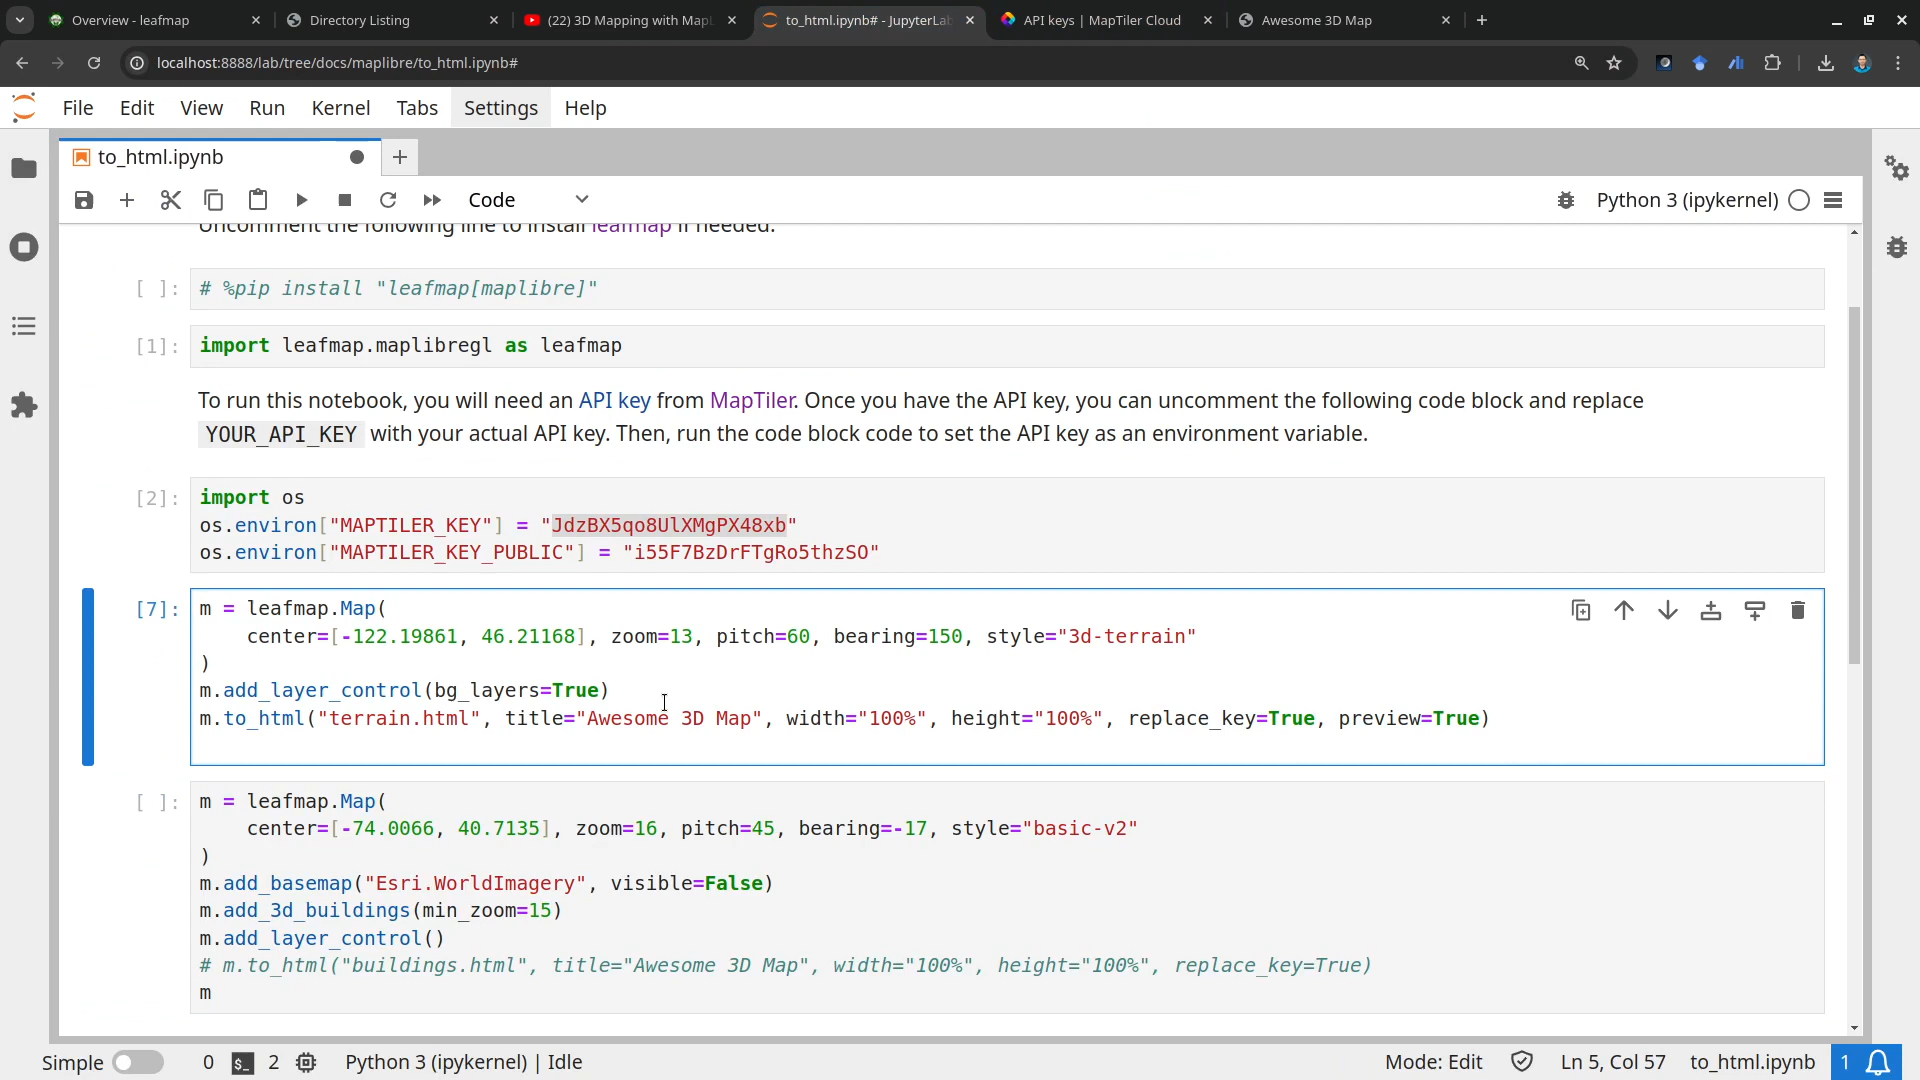 Overview - leafmap
Directory Listing
(22) 3D Mapping with MapL
to_html.ipynb# - JupyterLab
API keys | MapTiler Cloud
Awesome 3D Map
localhost:8888/lab/tree/docs/maplibre/to_html.ipynb#
File Edit View Run Kernel Tabs Settings Help
to_html.ipynb
Code
Python 3 (ipykernel)
Uncomment the following line to install leafmap if needed.
[ ]: # %pip install "leafmap[maplibre]"
[1]: import leafmap.maplibregl as leafmap
To run this notebook, you will need an API key from MapTiler. Once you have the API key, you can uncomment the following code block and replace
YOUR_API_KEY with your actual API key. Then, run the code block code to set the API key as an environment variable.
[2]: import os
os.environ["MAPTILER_KEY"] = "JdzBX5qo8UlXMgPX48xb"
os.environ["MAPTILER_KEY_PUBLIC"] = "i55F7BzDrFTgRo5thzSO"
[7]: m = leafmap.Map(
center=[-122.19861, 46.21168], zoom=13, pitch=60, bearing=150, style="3d-terrain"
)
m.add_layer_control(bg_layers=True)
m.to_html("terrain.html", title="Awesome 3D Map", width="100%", height="100%", replace_key=True, preview=True)
[ ]: m = leafmap.Map(
center=[-74.0066, 40.7135], zoom=16, pitch=45, bearing=-17, style="basic-v2"
)
m.add_basemap("Esri.WorldImagery", visible=False)
m.add_3d_buildings(min_zoom=15)
m.add_layer_control()
# m.to_html("buildings.html", title="Awesome 3D Map", width="100%", height="100%", replace_key=True)
m
Simple 0 2 Python 3 (ipykernel) | Idle Mode: Edit Ln 5, Col 57 to_html.ipynb 1